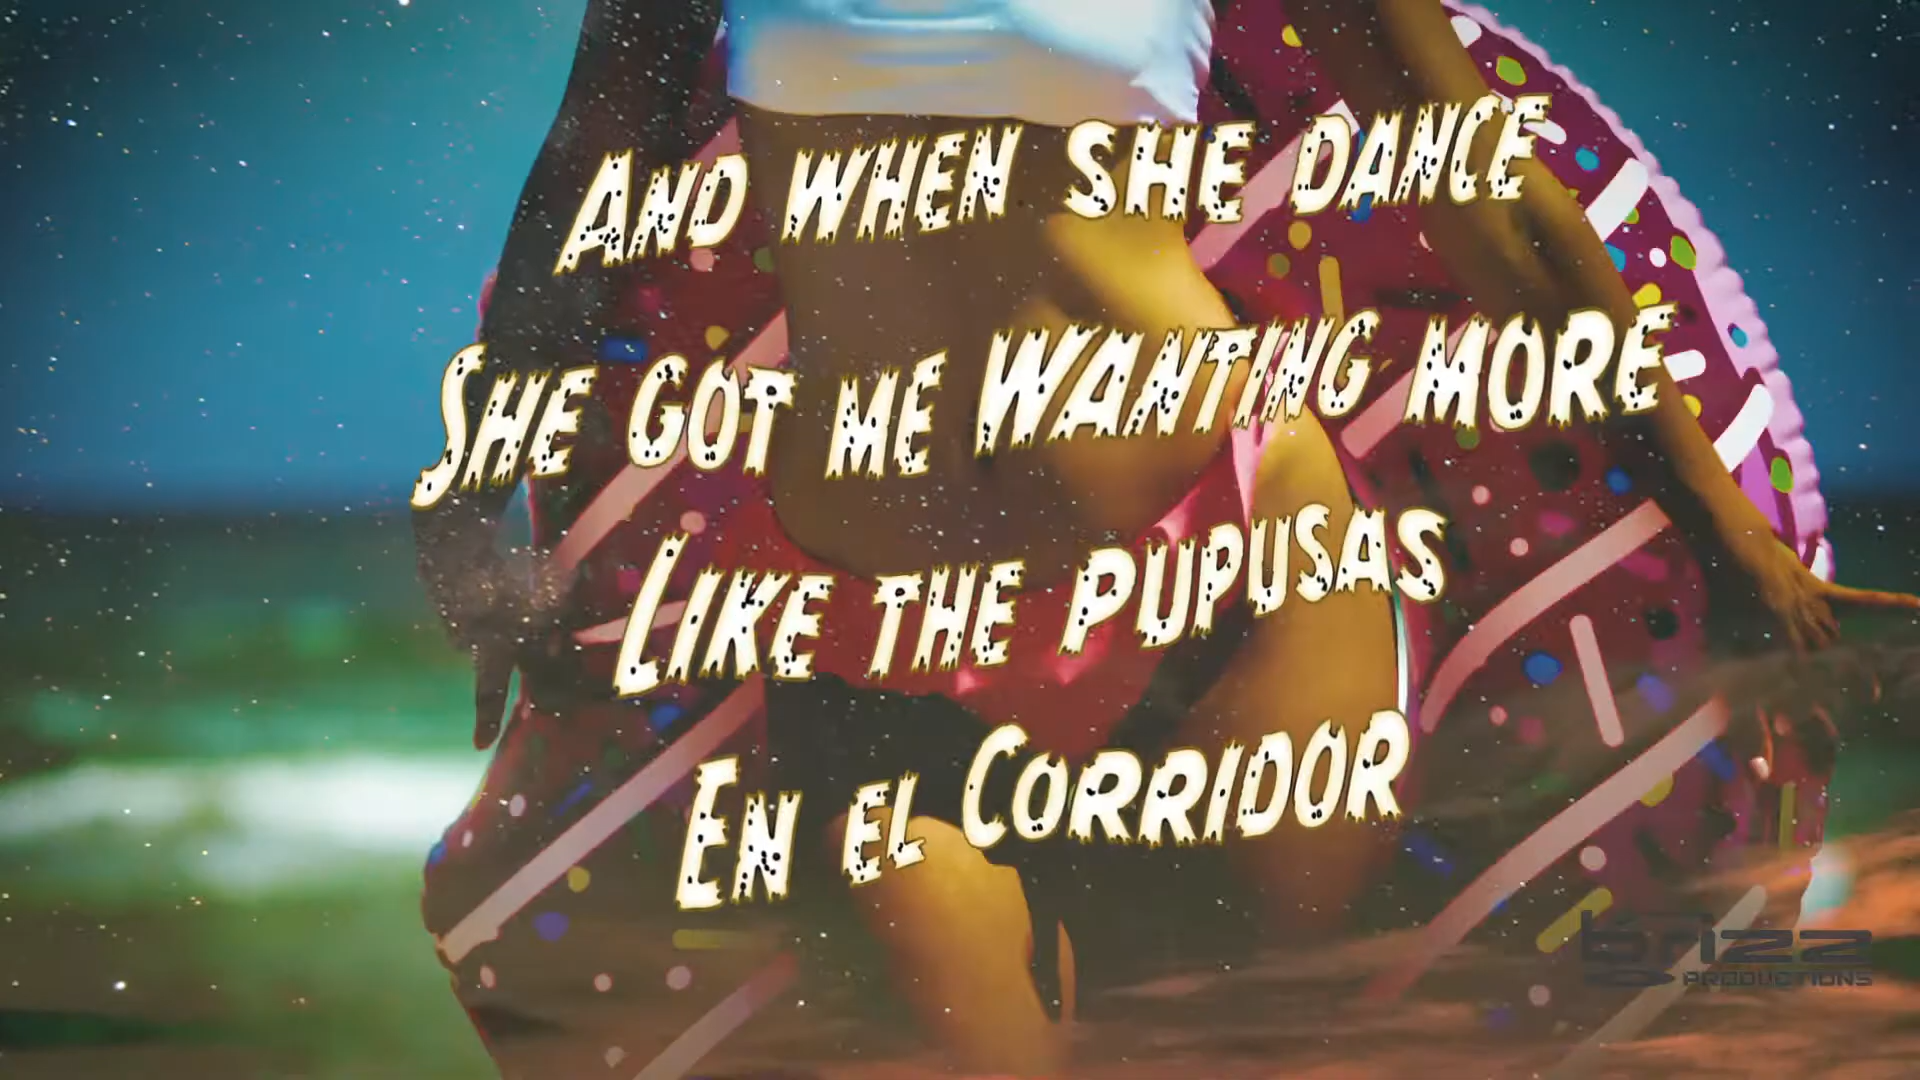 And when she dance
She got me wanting more
Like the pupusas
En el Corridor
brizz
PRODUCTIONS